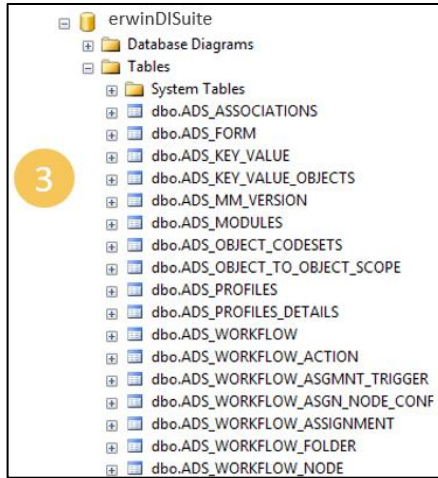 erwinDISuite
Database Diagrams
Tables
System Tables
dbo.ADS_ASSOCIATIONS
dbo.ADS_FORM
dbo.ADS_KEY_VALUE
3
dbo.ADS_KEY_VALUE_OBJECTS
dbo.ADS_MM_VERSION
dbo.ADS_MODULES
dbo.ADS_OBJECT_CODESETS
dbo.ADS_OBJECT_TO_OBJECT_SCOPE
dbo.ADS_PROFILES
dbo.ADS_PROFILES_DETAILS
dbo.ADS_WORKFLOW
dbo.ADS_WORKFLOW_ACTION
dbo.ADS_WORKFLOW_ASGMNT_TRIGGER
dbo.ADS_WORKFLOW_ASGN_NODE_CONF
dbo.ADS_WORKFLOW_ASSIGNMENT
dbo.ADS_WORKFLOW_FOLDER
dbo.ADS_WORKFLOW_NODE